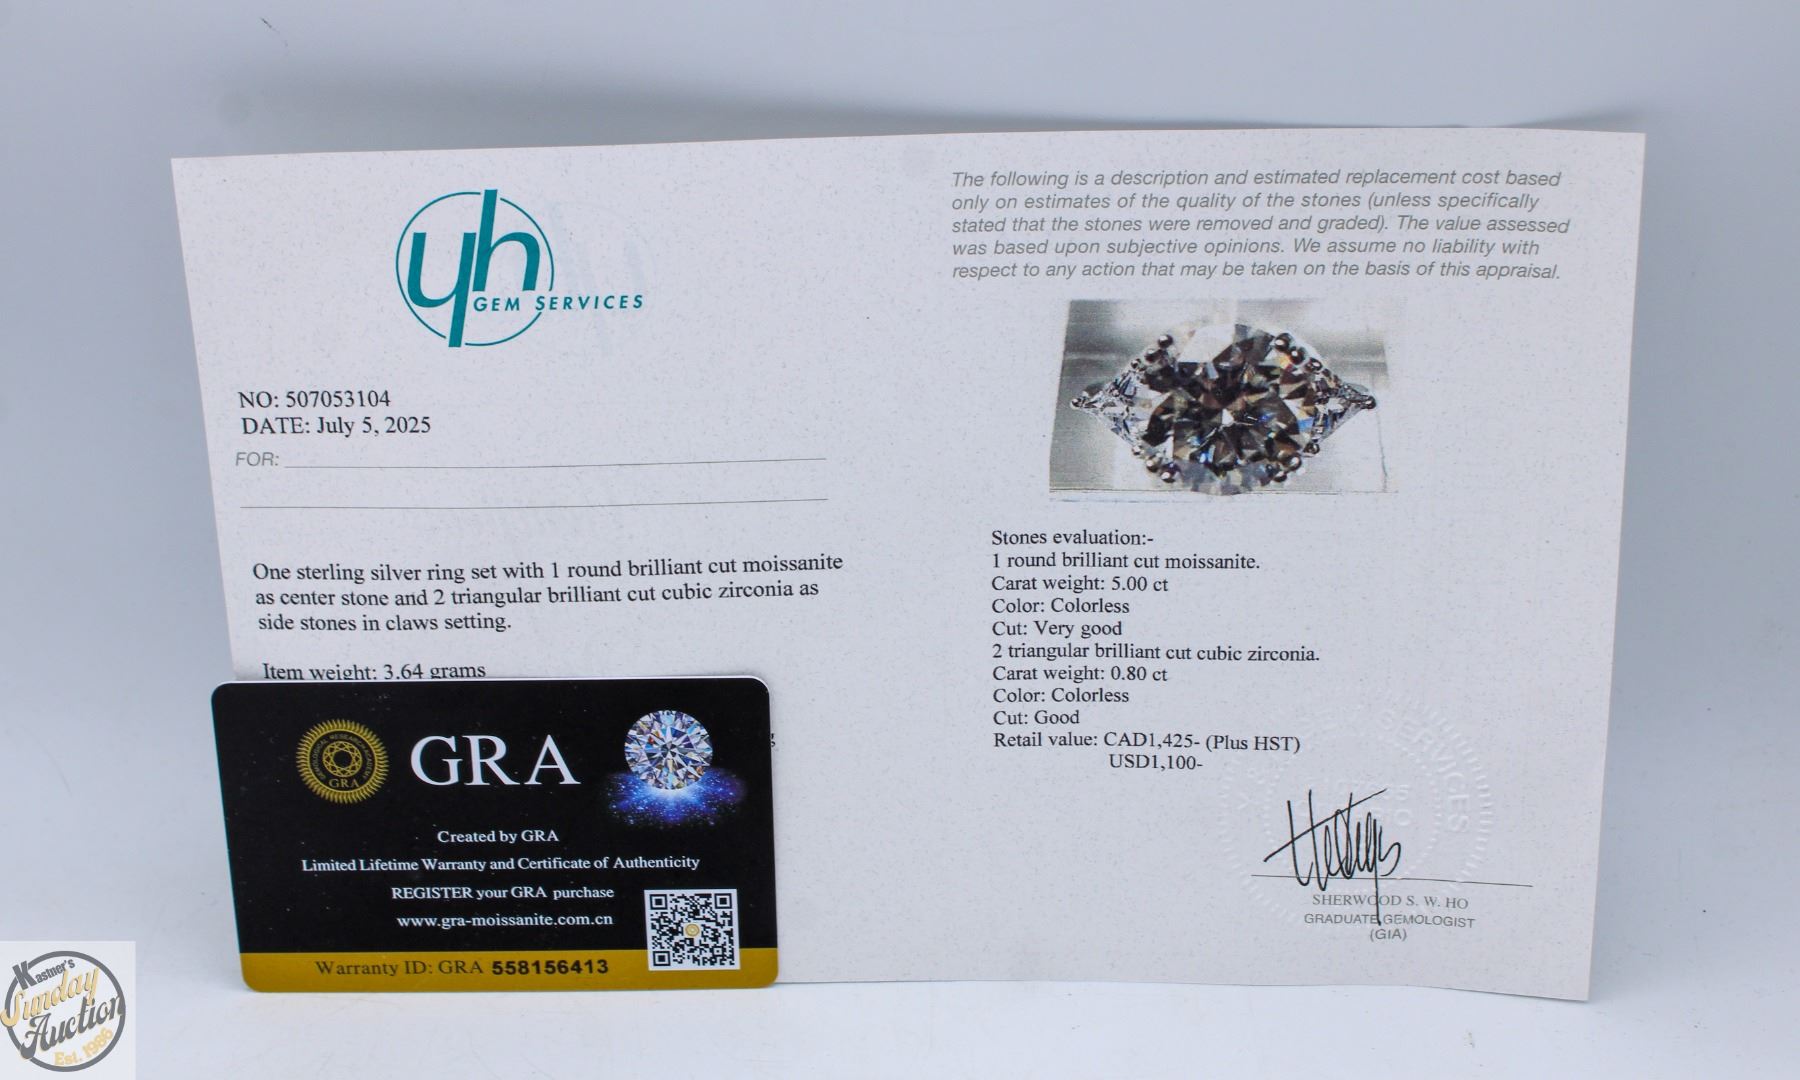 yh
GEM SERVICES
NO: 507053104
DATE: July 5, 2025
FOR:
One sterling silver ring set with 1 round brilliant cut moissanite
as center stone and 2 triangular brilliant cut cubic zirconia as
side stones in claws setting.
Item weight: 3.64 grams
The following is a description and estimated replacement cost based
only on estimates of the quality of the stones (unless specifically
stated that the stones were removed and graded). The value assessed
was based upon subjective opinions. We assume no liability with
respect to any action that may be taken on the basis of this appraisal.
Stones evaluation:-
1 round brilliant cut moissanite.
Carat weight: 5.00 ct
Color: Colorless
Cut: Very good
2 triangular brilliant cut cubic zirconia.
Carat weight: 0.80 ct
Color: Colorless
Cut: Good
Retail value: CAD1,425- (Plus HST)
USD1,100-
SHERWOOD S. W. HO
GRADUATE GEMOLOGIST
(GIA)
GEMOLOGICAL RESEARCH ACADEMY
GRA
GRA
Created by GRA
Limited Lifetime Warranty and Certificate of Authenticity
REGISTER your GRA purchase
www.gra-moissanite.com.cn
Warranty ID: GRA 558156413
Kastner's
Sunday
Auction
Est. 1986